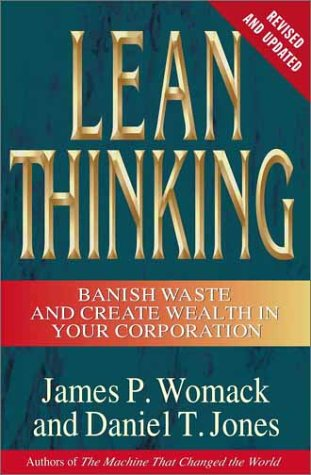 REVISED
AND UPDATED
LEAN
THINKING
BANISH WASTE
AND CREATE WEALTH IN
YOUR CORPORATION
James P. Womack
and Daniel T. Jones
Authors of The Machine That Changed the World